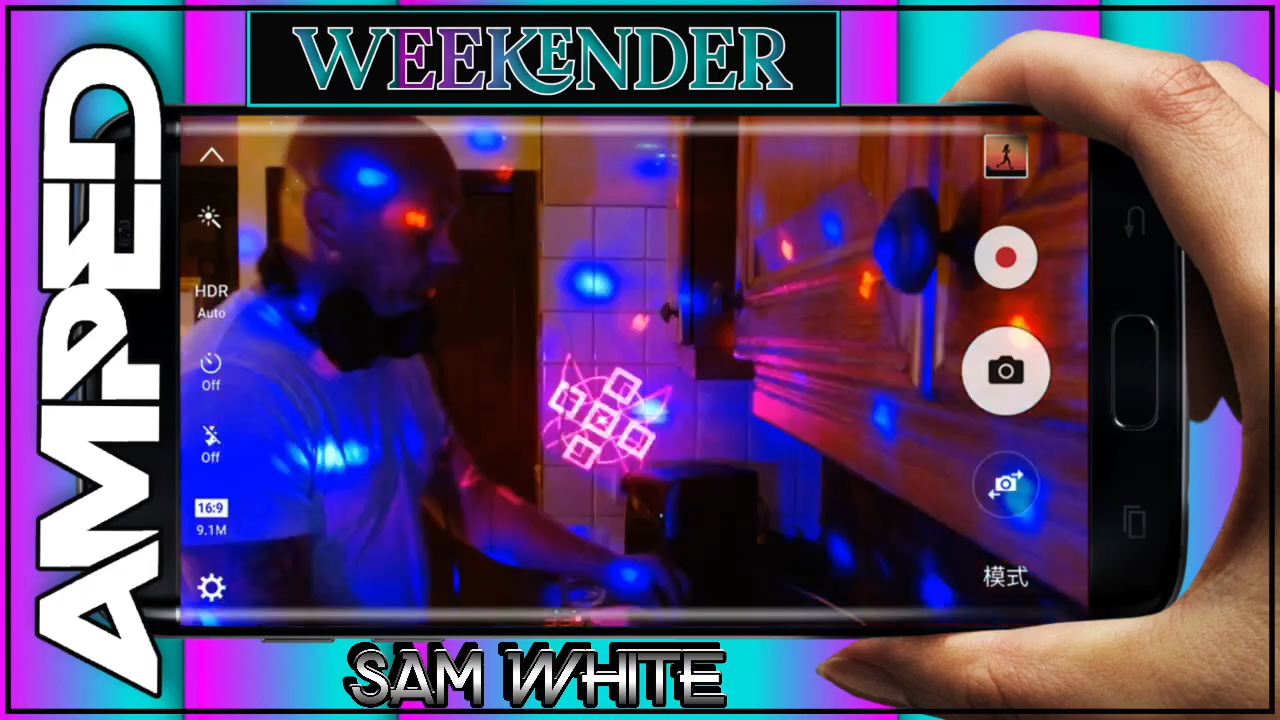 WEEKENDER
AMPED
HDR
Auto
Off
Off
16:9
9.1M
模式
SAM WHITE